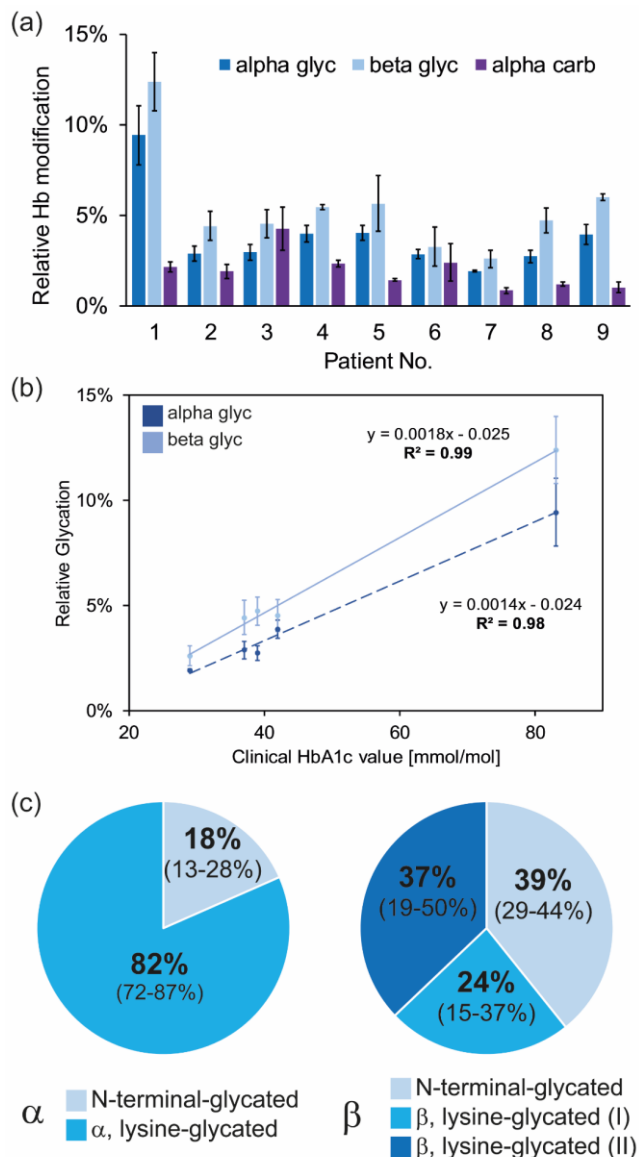 (a)
alpha glyc beta glyc alpha carb
Relative Hb modification
15%
10%
5%
0%
1 2 3 4 5 6 7 8 9
Patient No.
(b)
15%
alpha glyc
beta glyc
y = 0.0018x - 0.025
R² = 0.99
Relative Glycation
10%
5%
y = 0.0014x - 0.024
R² = 0.98
0%
20 40 60 80
Clinical HbA1c value [mmol/mol]
(c)
18%
(13-28%)
82%
(72-87%)
37%
(19-50%)
39%
(29-44%)
24%
(15-37%)
α
N-terminal-glycated
α, lysine-glycated
β
N-terminal-glycated
β, lysine-glycated (I)
β, lysine-glycated (II)